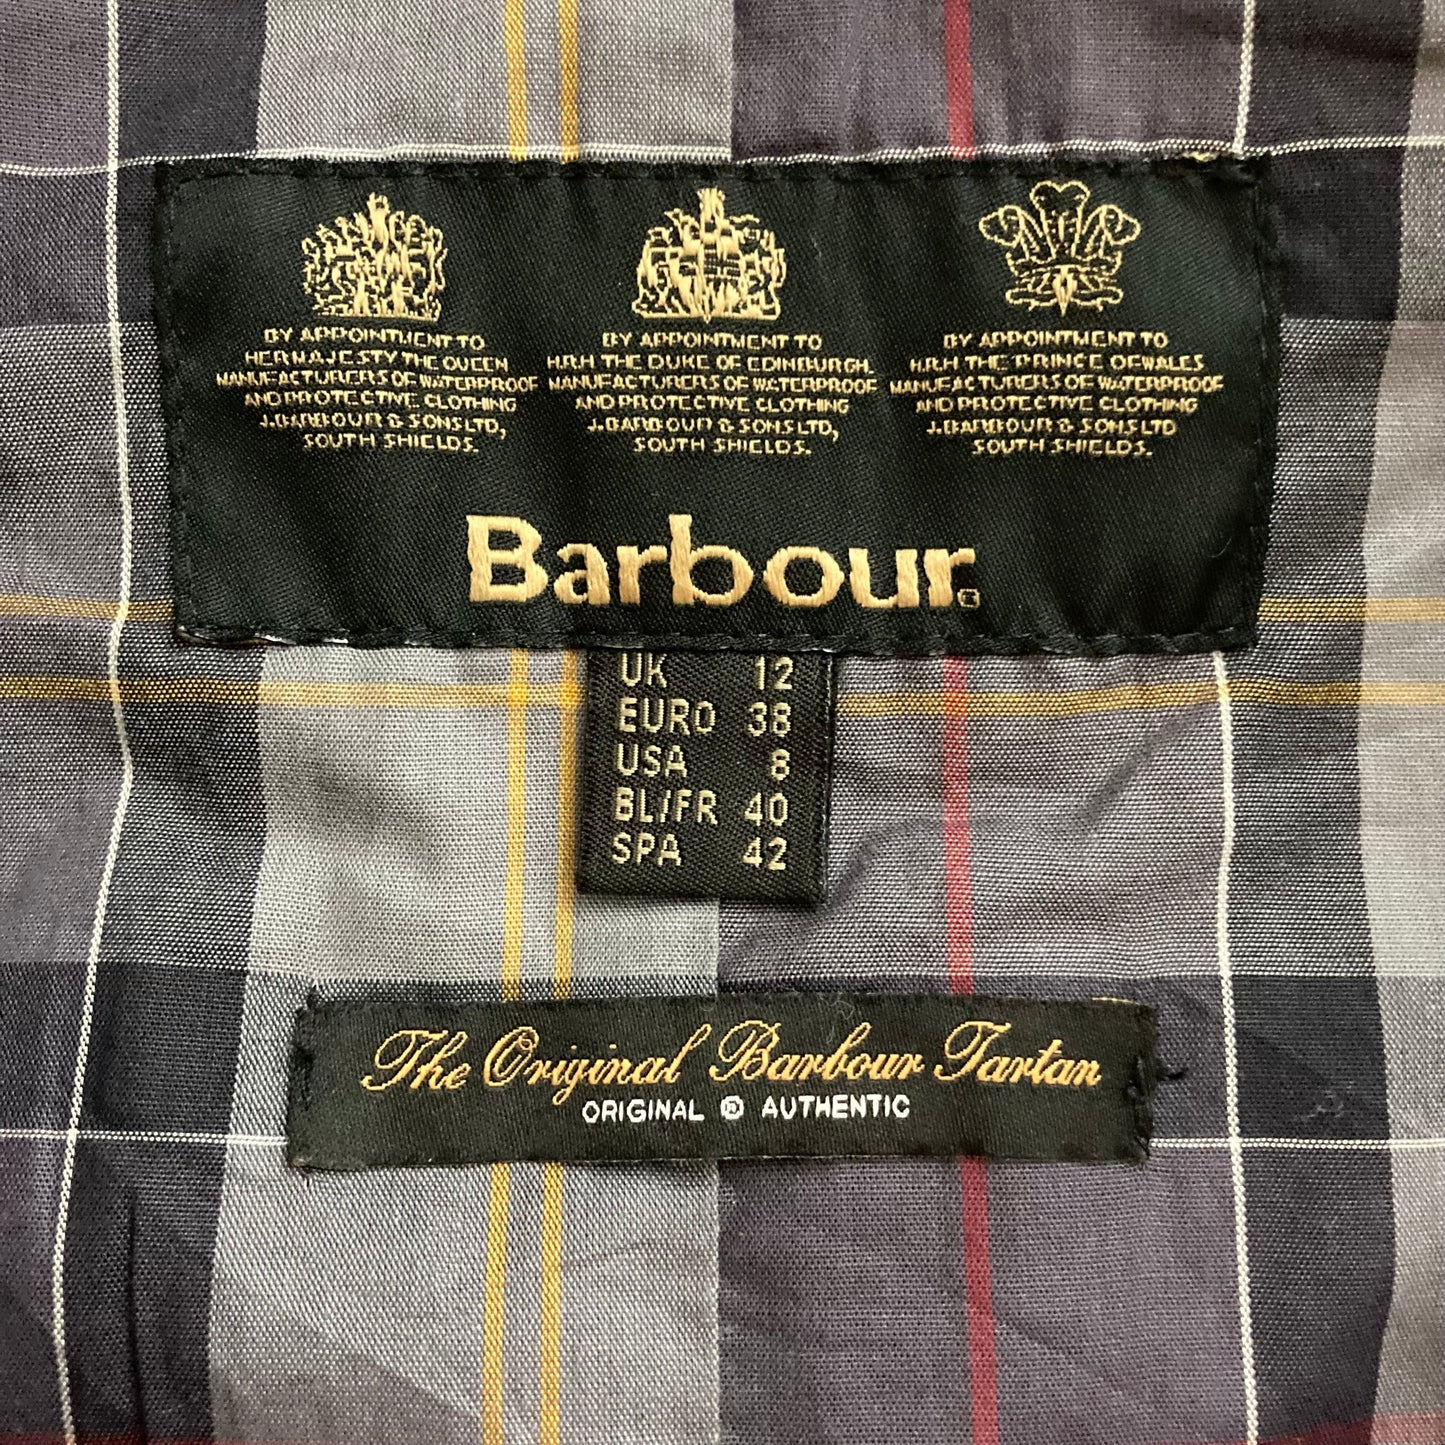 BY APPOINTMENT TO
HER MAJESTY THE QUEEN
MANUFACTURERS OF WATERPROOF
AND PROTECTIVE CLOTHING
J.BARBOUR & SONS LTD,
SOUTH SHIELDS.
BY APPOINTMENT TO
H.R.H THE DUKE OF EDINBURGH
MANUFACTURERS OF WATERPROOF
AND PROTECTIVE CLOTHING
J.BARBOUR & SONS LTD,
SOUTH SHIELDS.
BY APPOINTMENT TO
H.R.H THE PRINCE OF WALES
MANUFACTURERS OF WATERPROOF
AND PROTECTIVE CLOTHING
J.BARBOUR & SONS LTD
SOUTH SHIELDS.
Barbour®
UK 12
EURO 38
USA 8
BL/FR 40
SPA 42
The Original Barbour Tartan
ORIGINAL ® AUTHENTIC